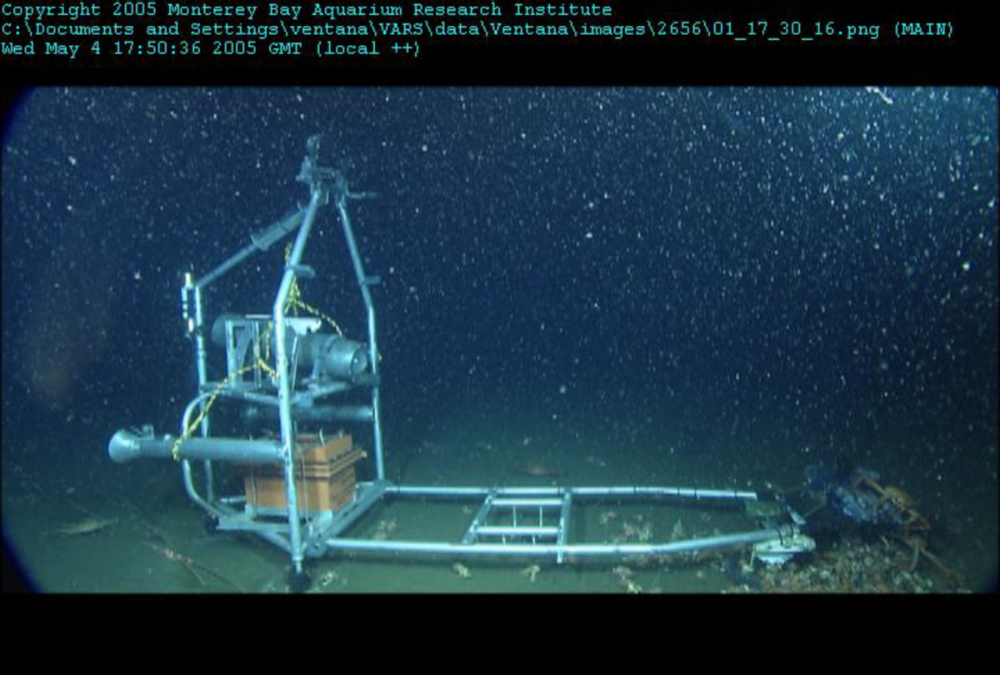 Copyright 2005 Monterey Bay Aquarium Research Institute
C:\Documents and Settings\ventana\VARS\data\Ventana\images\2656\01_17_30_16.png (MAIN)
Wed May 4 17:50:36 2005 GMT (local ++)